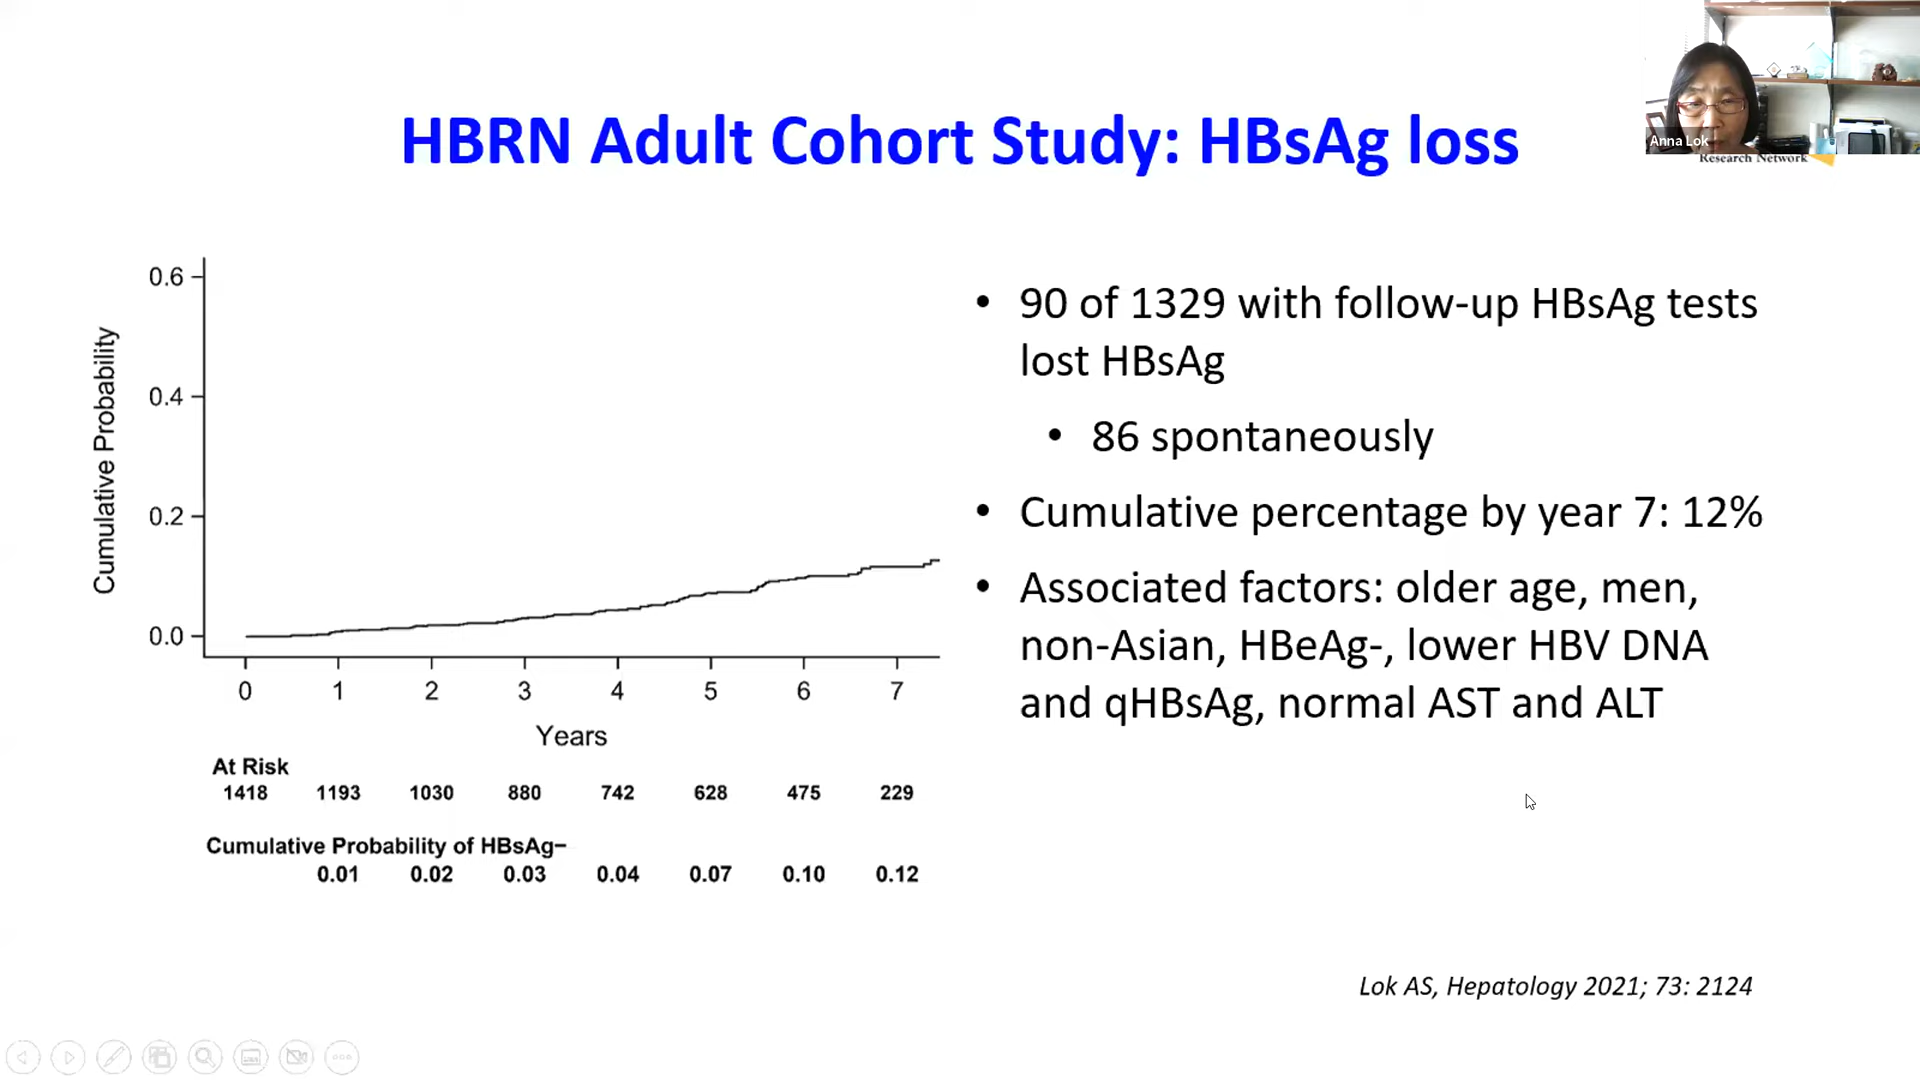 HBRN Adult Cohort Study: HBsAg loss
Anna Lok
Research Network
0.6
0.4
0.2
0.0
Cumulative Probability
0 1 2 3 4 5 6 7
Years
At Risk
1418 1193 1030 880 742 628 475 229
Cumulative Probability of HBsAg−
0.01 0.02 0.03 0.04 0.07 0.10 0.12
• 90 of 1329 with follow-up HBsAg tests
lost HBsAg
• 86 spontaneously
• Cumulative percentage by year 7: 12%
• Associated factors: older age, men,
non-Asian, HBeAg-, lower HBV DNA
and qHBsAg, normal AST and ALT
Lok AS, Hepatology 2021; 73: 2124